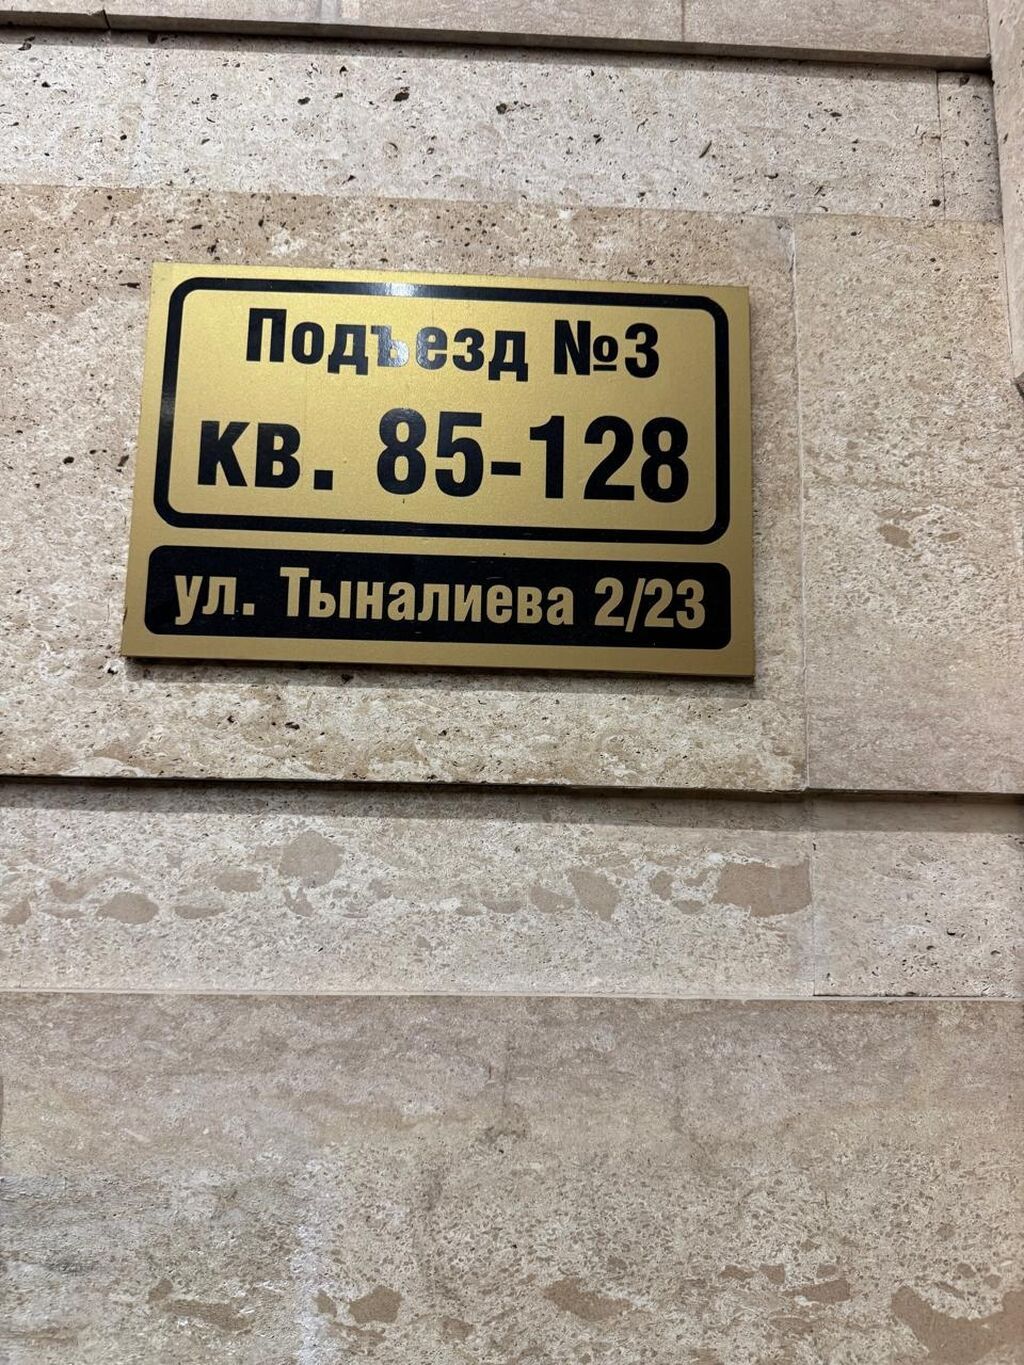 Подъезд №3
кв. 85-128
ул. Тыналиева 2/23